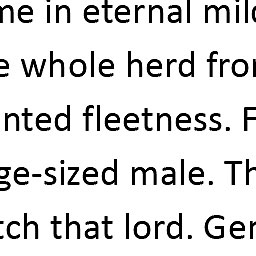 me in eternal mild
e whole herd from
nted fleetness. F
ge-sized male. Th
tch that lord. Ger